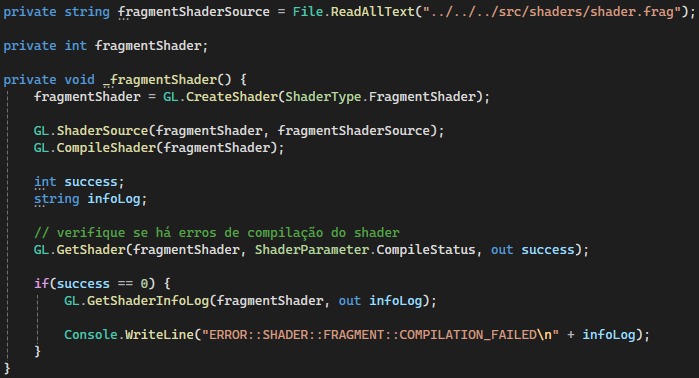 private string fragmentShaderSource = File.ReadAllText("../../../src/shaders/shader.frag");
private int fragmentShader;
private void _fragmentShader() {
fragmentShader = GL.CreateShader(ShaderType.FragmentShader);
GL.ShaderSource(fragmentShader, fragmentShaderSource);
GL.CompileShader(fragmentShader);
int success;
string infoLog;
// verifique se há erros de compilação do shader
GL.GetShader(fragmentShader, ShaderParameter.CompileStatus, out success);
if(success == 0) {
GL.GetShaderInfoLog(fragmentShader, out infoLog);
Console.WriteLine("ERROR::SHADER::FRAGMENT::COMPILATION_FAILED\n" + infoLog);
}
}